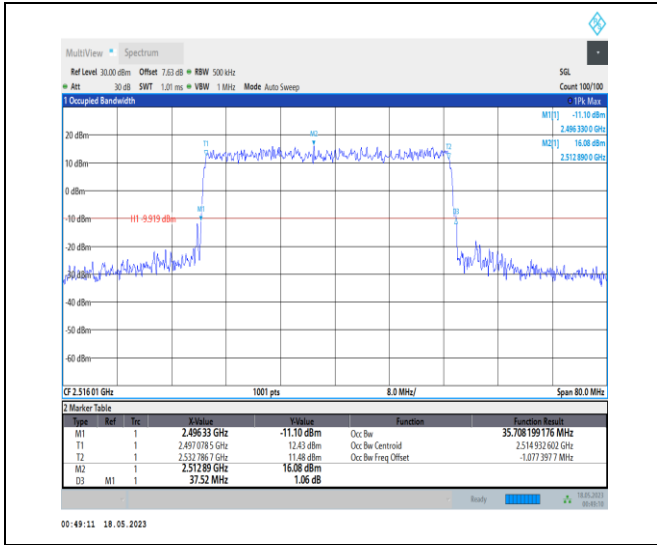 MultiView Spectrum
Ref Level 30.00 dBm Offset 7.63 dB RBW 500 kHz SGL
Att 30 dB SWT 1.01 ms VBW 1 MHz Mode Auto Sweep Count 100/100
1 Occupied Bandwidth 1Pk Max
M1[1] -11.10 dBm
2.496 330 0 GHz
M2[1] 16.08 dBm
2.512 890 0 GHz
20 dBm
M2
T1
T2
10 dBm
0 dBm
M1
D3
-10 dBm
H1 -9.919 dBm
-20 dBm
-30 dBm
-40 dBm
-50 dBm
-60 dBm
CF 2.516 01 GHz 1001 pts 8.0 MHz/ Span 80.0 MHz
2 Marker Table
Type Ref Trc X-Value Y-Value Function Function Result
M1 1 2.496 33 GHz -11.10 dBm Occ Bw 35.708 199 176 MHz
T1 1 2.497 078 5 GHz 12.43 dBm Occ Bw Centroid 2.514 932 602 GHz
T2 1 2.532 786 7 GHz 11.48 dBm Occ Bw Freq Offset -1.077 397 7 MHz
M2 1 2.512 89 GHz 16.08 dBm
D3 M1 1 37.52 MHz 1.06 dB
Ready 18.05.2023
00:49:10
00:49:11 18.05.2023